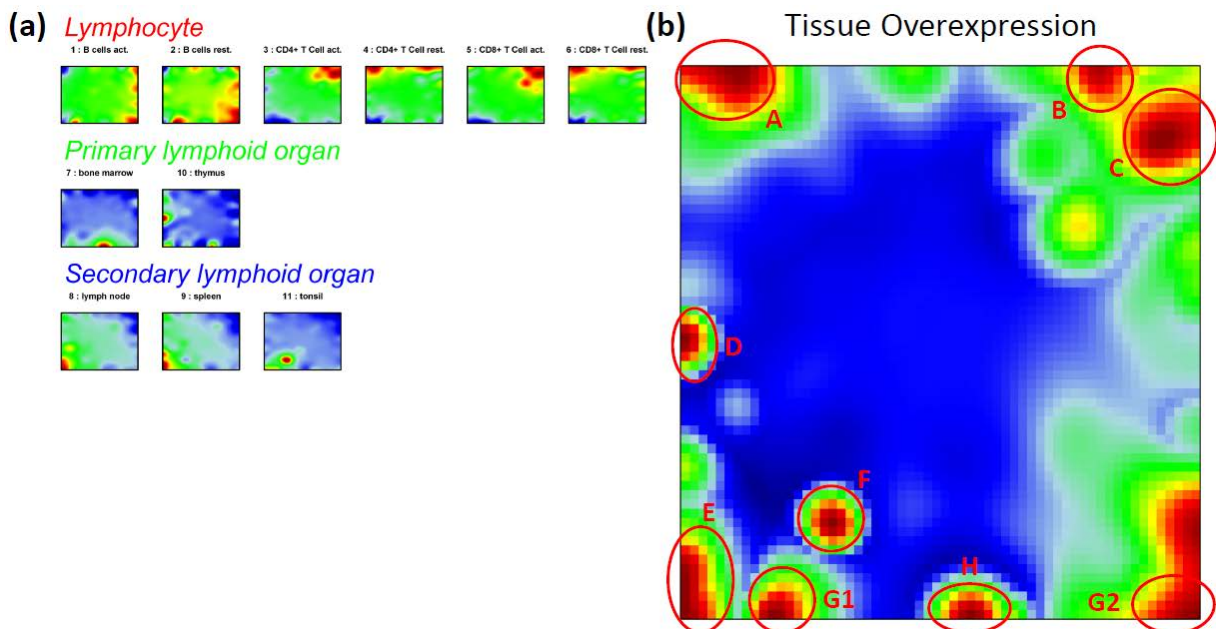 (a)
Lymphocyte
1 : B cells act. 2 : B cells rest. 3 : CD4+ T Cell act. 4 : CD4+ T Cell rest. 5 : CD8+ T Cell act. 6 : CD8+ T Cell rest.
Primary lymphoid organ
7 : bone marrow 10 : thymus
Secondary lymphoid organ
8 : lymph node 9 : spleen 11 : tonsil
(b) Tissue Overexpression
A
B
C
D
F
E
H
G1
G2